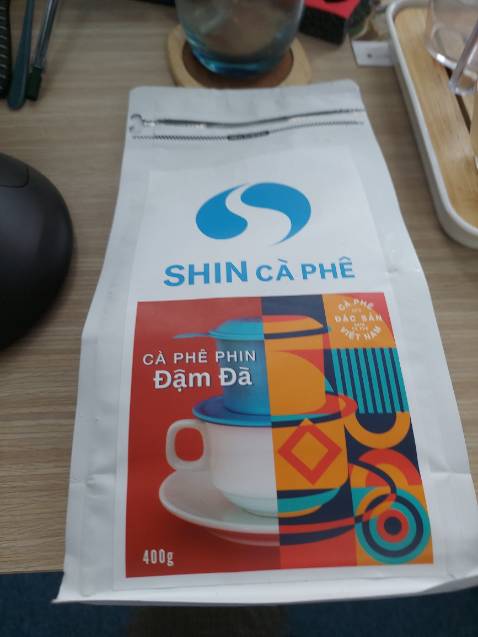 SHIN CÀ PHÊ
CÀ PHÊ PHIN
Đậm Đà
CÀ PHÊ
ĐẶC SẢN
VIỆT NAM
400g